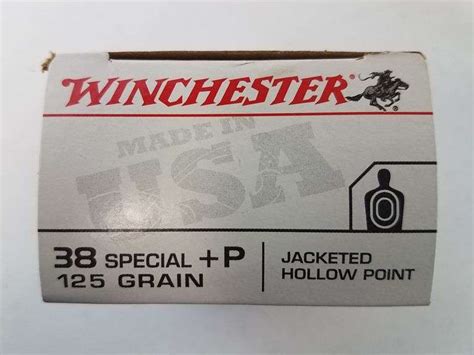 WINCHESTER®
MADE IN
USA
38 SPECIAL +P
125 GRAIN
JACKETED
HOLLOW POINT